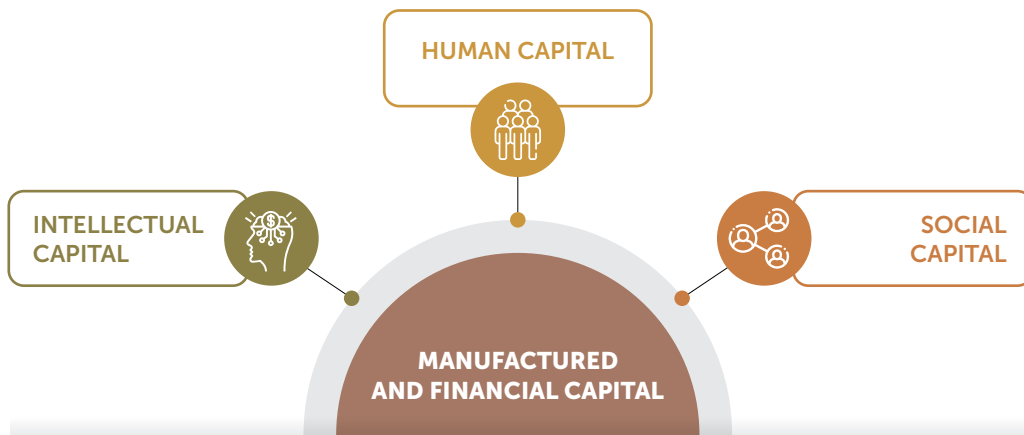 HUMAN CAPITAL
INTELLECTUAL
CAPITAL
SOCIAL
CAPITAL
MANUFACTURED
AND FINANCIAL CAPITAL